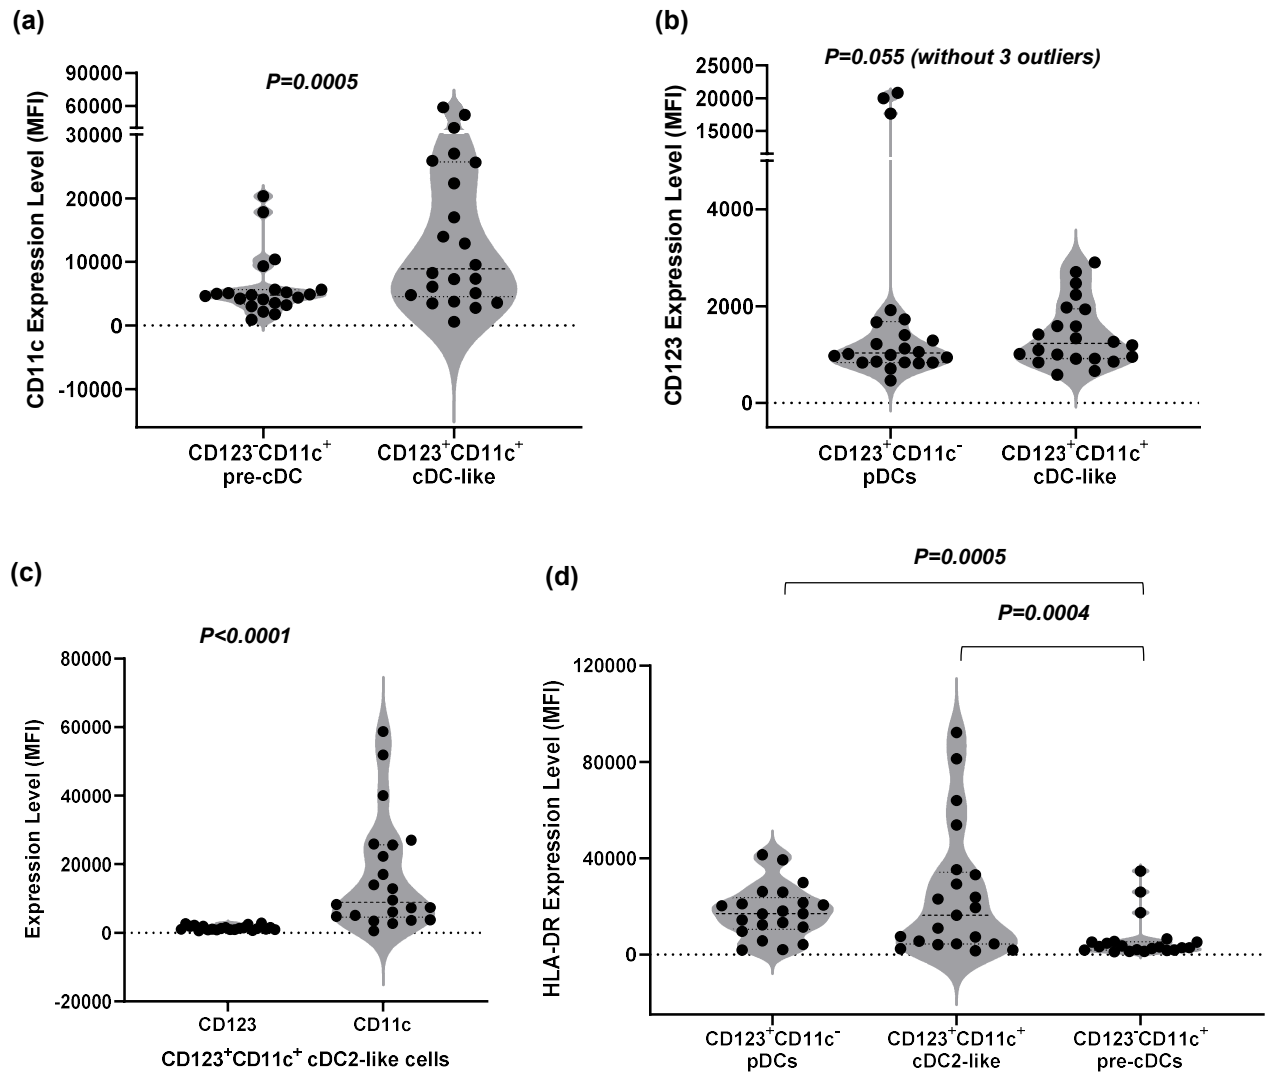 (a)
P=0.0005
CD11c Expression Level (MFI)
90000
60000
30000
20000
10000
0
-10000
CD123⁻CD11c⁺
pre-cDC
CD123⁺CD11c⁺
cDC-like
(b)
P=0.055 (without 3 outliers)
CD123 Expression Level (MFI)
25000
20000
15000
4000
2000
0
CD123⁺CD11c⁻
pDCs
CD123⁺CD11c⁺
cDC-like
(c)
P<0.0001
Expression Level (MFI)
80000
60000
40000
20000
0
-20000
CD123
CD11c
CD123⁺CD11c⁺ cDC2-like cells
(d)
P=0.0005
P=0.0004
HLA-DR Expression Level (MFI)
120000
80000
40000
0
CD123⁺CD11c⁻
pDCs
CD123⁺CD11c⁺
cDC2-like
CD123⁻CD11c⁺
pre-cDCs